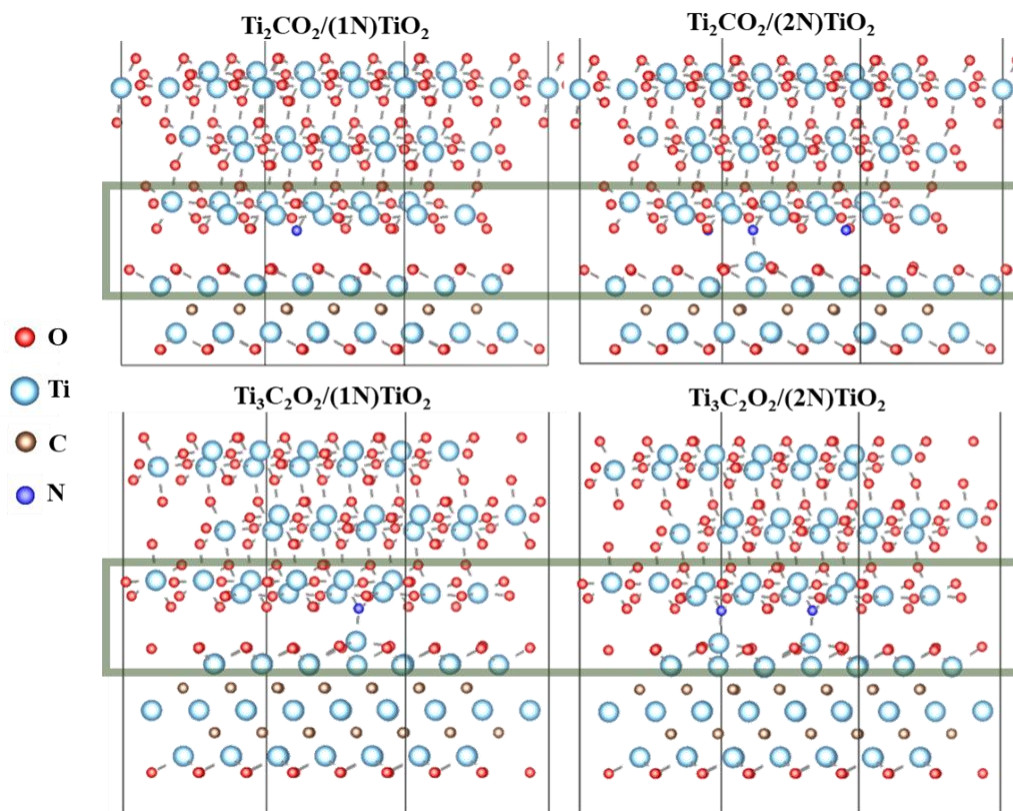 Ti₂CO₂/(1N)TiO₂
Ti₂CO₂/(2N)TiO₂
O
Ti
C
N
Ti₃C₂O₂/(1N)TiO₂
Ti₃C₂O₂/(2N)TiO₂